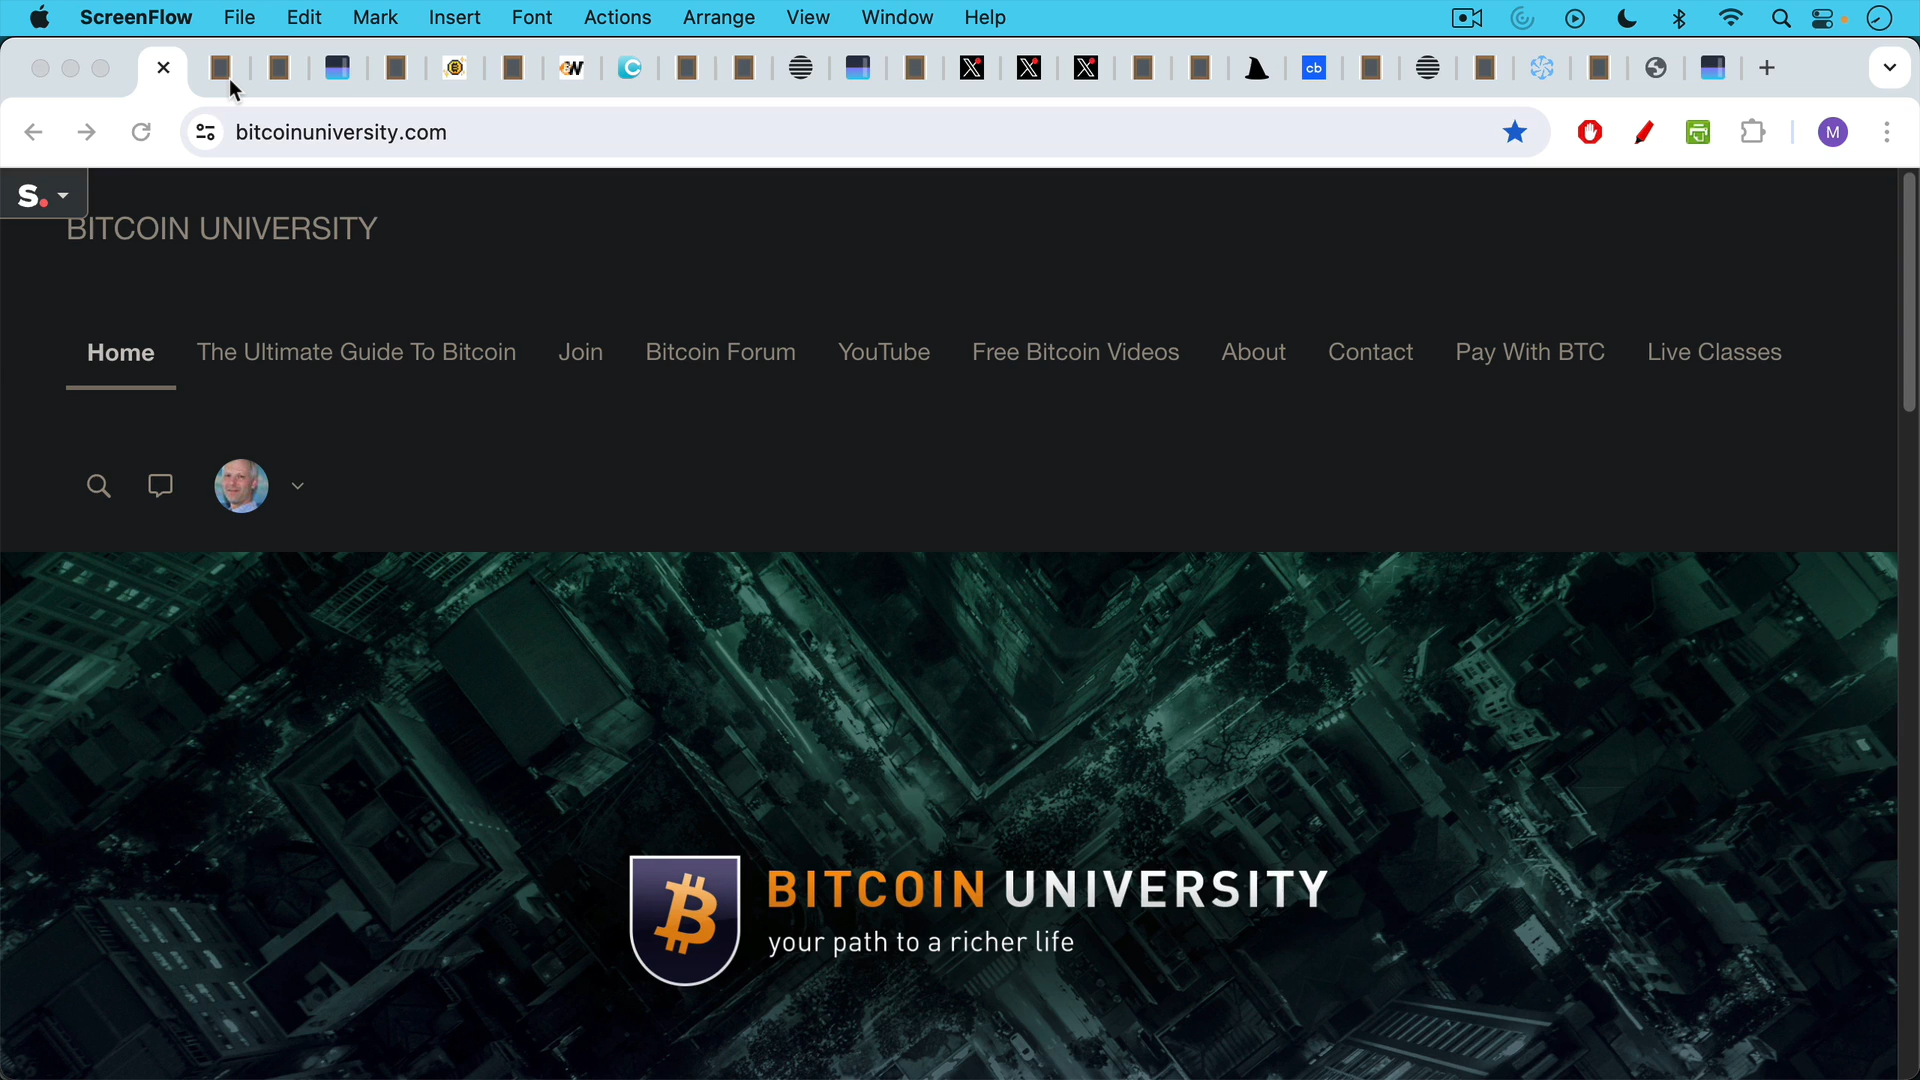 ScreenFlow File Edit Mark Insert Font Actions Arrange View Window Help
bitcoinuniversity.com
M
S.
BITCOIN UNIVERSITY
Home The Ultimate Guide To Bitcoin Join Bitcoin Forum YouTube Free Bitcoin Videos About Contact Pay With BTC Live Classes
BITCOIN UNIVERSITY
your path to a richer life